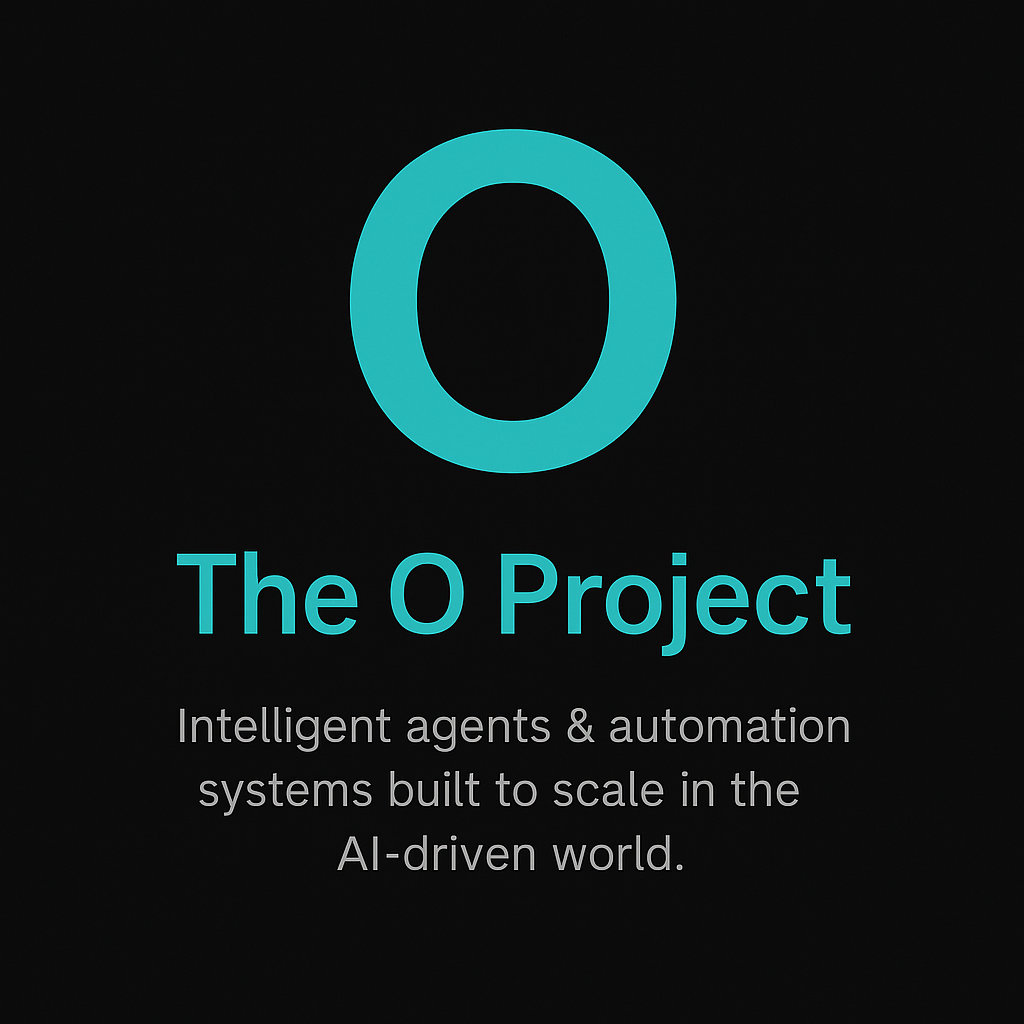 O
The O Project
Intelligent agents & automation
systems built to scale in the
AI-driven world.